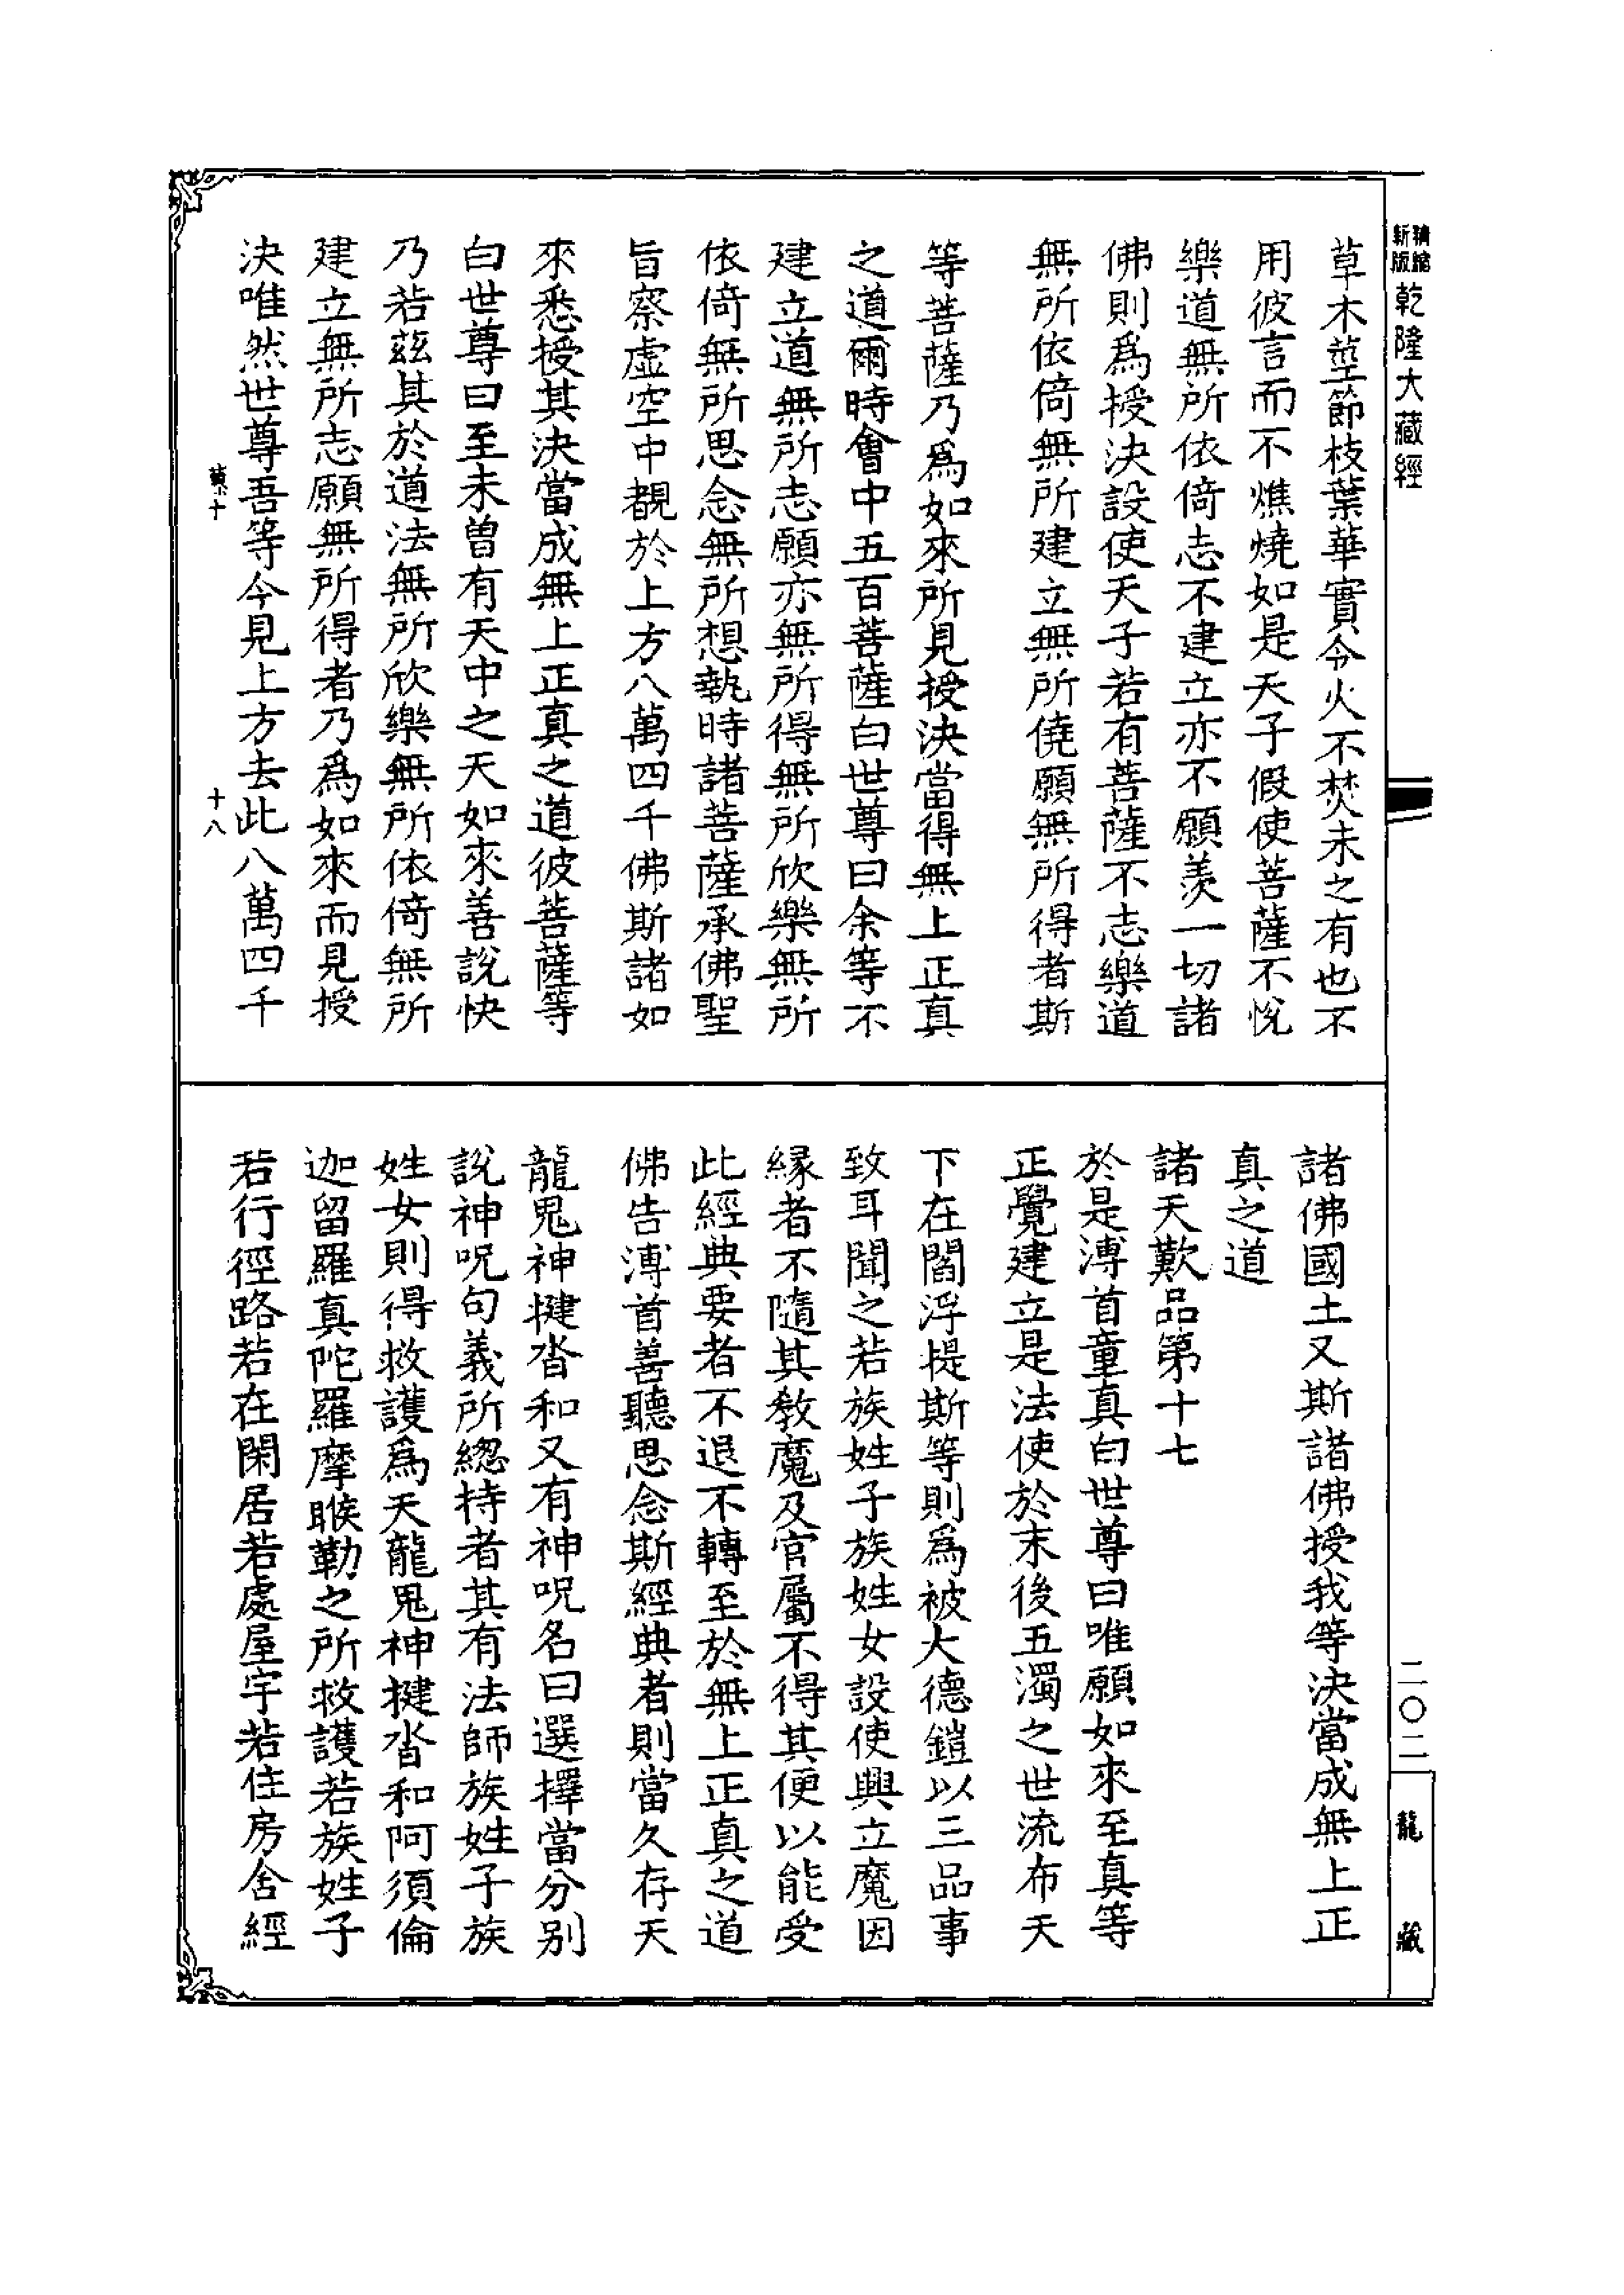 新編
縮版
乾隆大藏經
草木莖節枝葉華實令火不焚未之有也不
用彼言而不燋燒如是天子假使菩薩不悅
樂道無所依倚志不建立亦不願羨一切諸
佛則爲授決設使天子若有菩薩不志樂道
無所依倚無所建立無所僥願無所得者斯
等菩薩乃爲如來所見授決當得無上正真
之道爾時會中五百菩薩白世尊曰余等不
建立道無所志願亦無所得無所欣樂無所
依倚無所思念無所想執時諸菩薩承佛聖
旨察虛空中覩於上方八萬四千佛斯諸如
來悉授其決當成無上正真之道彼菩薩等
白世尊曰至未曾有天中之天如來善說快
乃若茲其於道法無所欣樂無所依倚無所
建立無所志願無所得者乃爲如來而見授
決唯然世尊吾等今見上方去此八萬四千
十八
諸佛國土又斯諸佛授我等決當成無上正
真之道
諸天歎品第十七
於是溥首童真白世尊曰唯願如來至真等
正覺建立是法使於末後五濁之世流布天
下在閻浮提斯等則爲被大德鎧以三品事
致耳聞之若族姓子族姓女設使興立魔因
緣者不隨其教魔及官屬不得其便以能受
此經典要者不退不轉至於無上正真之道
佛告溥首善聽思念斯經典者則當久存天
龍鬼神揵沓和又有神呪名曰選擇當分別
說神呪句義所總持者其有法師族姓子族
姓女則得救護爲天龍鬼神揵沓和阿須倫
迦留羅真陀羅摩睺勒之所救護若族姓子
若行徑路若在閑居若處屋宇若住房舍經
二〇二
龍藏